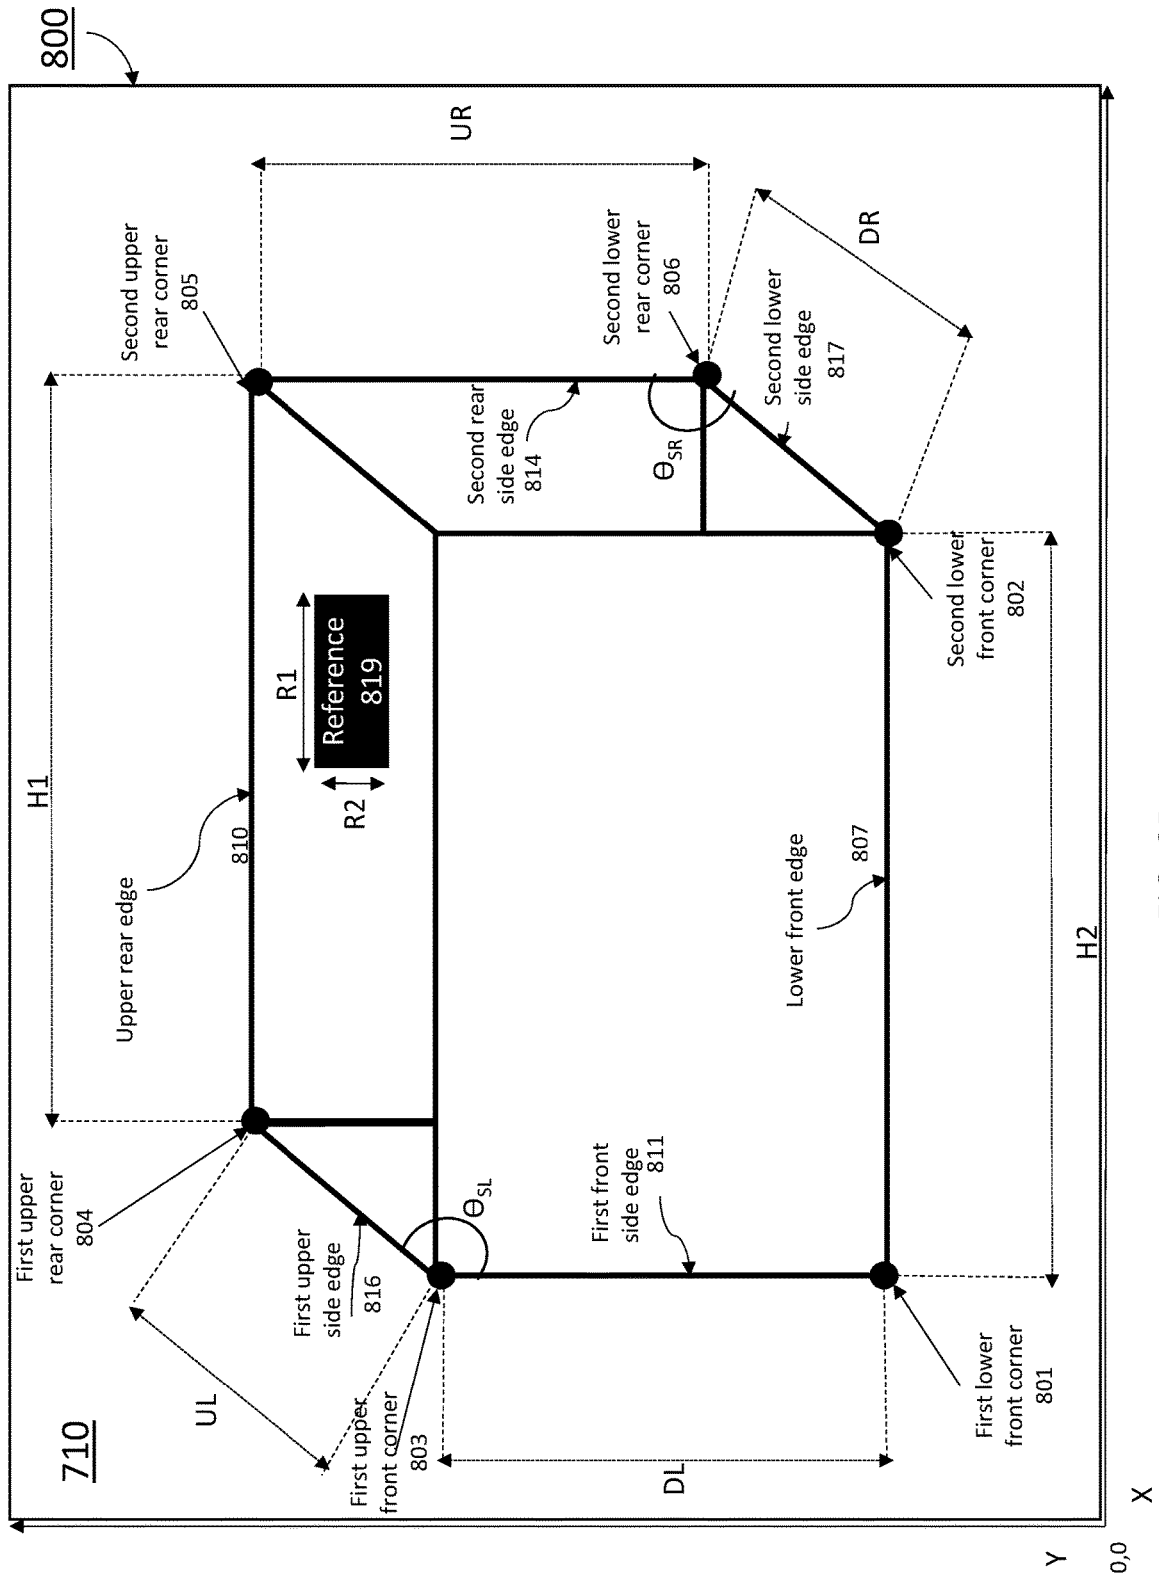 800
710
H1
UR
UL
Upper rear edge
810
Second upper
rear corner
805
First upper
rear corner
804
R1
Reference
819
R2
Second rear
side edge
814
Second lower
rear corner
806
DR
ϴSR
Second lower
side edge
817
First upper
side edge
816
ϴSL
First upper
front corner
803
First front
side edge
811
DL
Lower front edge
807
Second lower
front corner
802
First lower
front corner
801
H2
Y
0,0
X